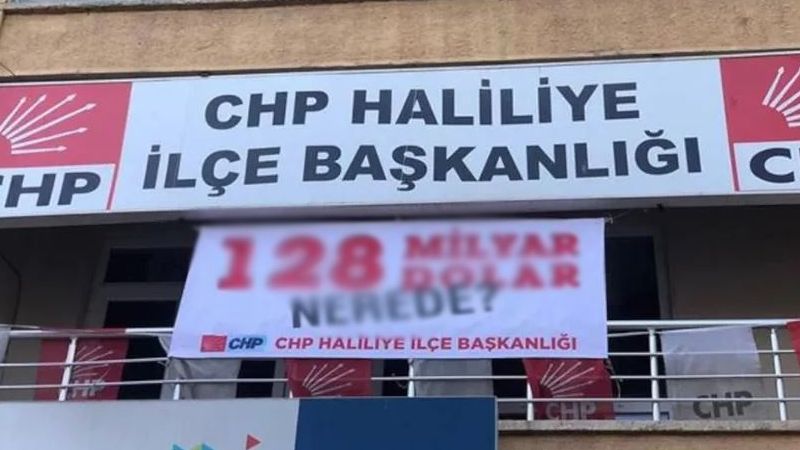 CHP HALİLİYE
İLÇE BAŞKANLIĞI
CHP
CHP
128 MİLYAR
DOLAR
NEREDE?
CHP CHP HALİLİYE İLÇE BAŞKANLIĞI
CHP
CHP
CHP